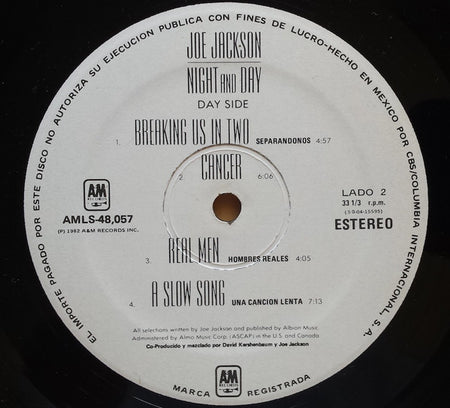 EL IMPORTE PAGADO POR ESTE DISCO NO AUTORIZA SU EJECUCION PUBLICA CON FINES DE LUCRO-HECHO EN MEXICO POR CBS/COLUMBIA INTERNACIONAL, S. A.
JOE JACKSON
NIGHT AND DAY
DAY SIDE
1. BREAKING US IN TWO SEPARANDONOS 4:57
2. CANCER 6:06
A&M RECORDS
AMLS-48,057
(P) 1982 A&M RECORDS INC.
LADO 2
33 1/3 r.p.m.
ESTEREO
3. REAL MEN HOMBRES REALES 4:05
4. A SLOW SONG UNA CANCION LENTA 7:13
All selections written by Joe Jackson and published by Albion Music.
Administered by Almo Music Corp. (ASCAP) in the U.S. and Canada
Co-Producido y mezclado por David Kershenbaum y Joe Jackson
A&M RECORDS
MARCA REGISTRADA